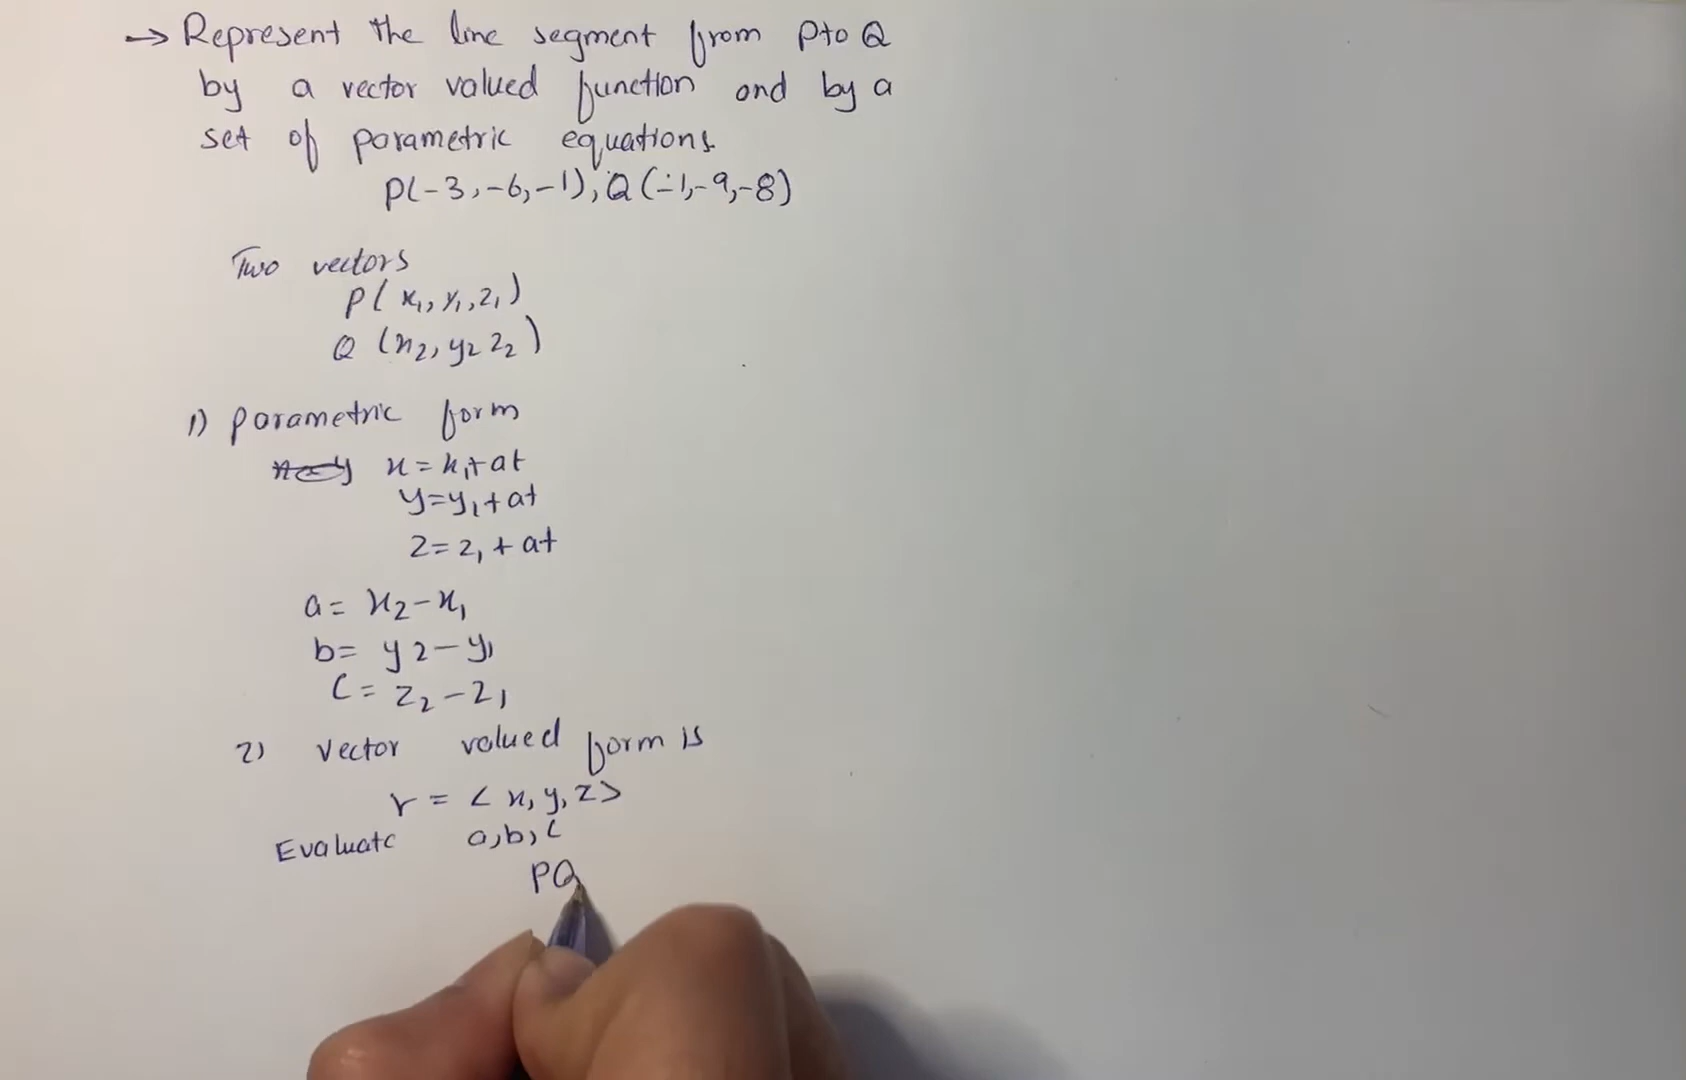 → Represent the line segment from P to Q
by a vector valued function and by a
set of parametric equations.
P(-3,-6,-1), Q(-1,-9,-8)
Two vectors
P(x₁, y₁, z₁)
Q (x₂, y₂ z₂)
1) parametric form
x = x₁+at
y=y₁+at
z=z₁+at
a= x₂-x₁
b= y2-y₁
C= z₂-z₁
2) vector valued form is
r = < x, y, z>
Evaluate a,b,c
PQ